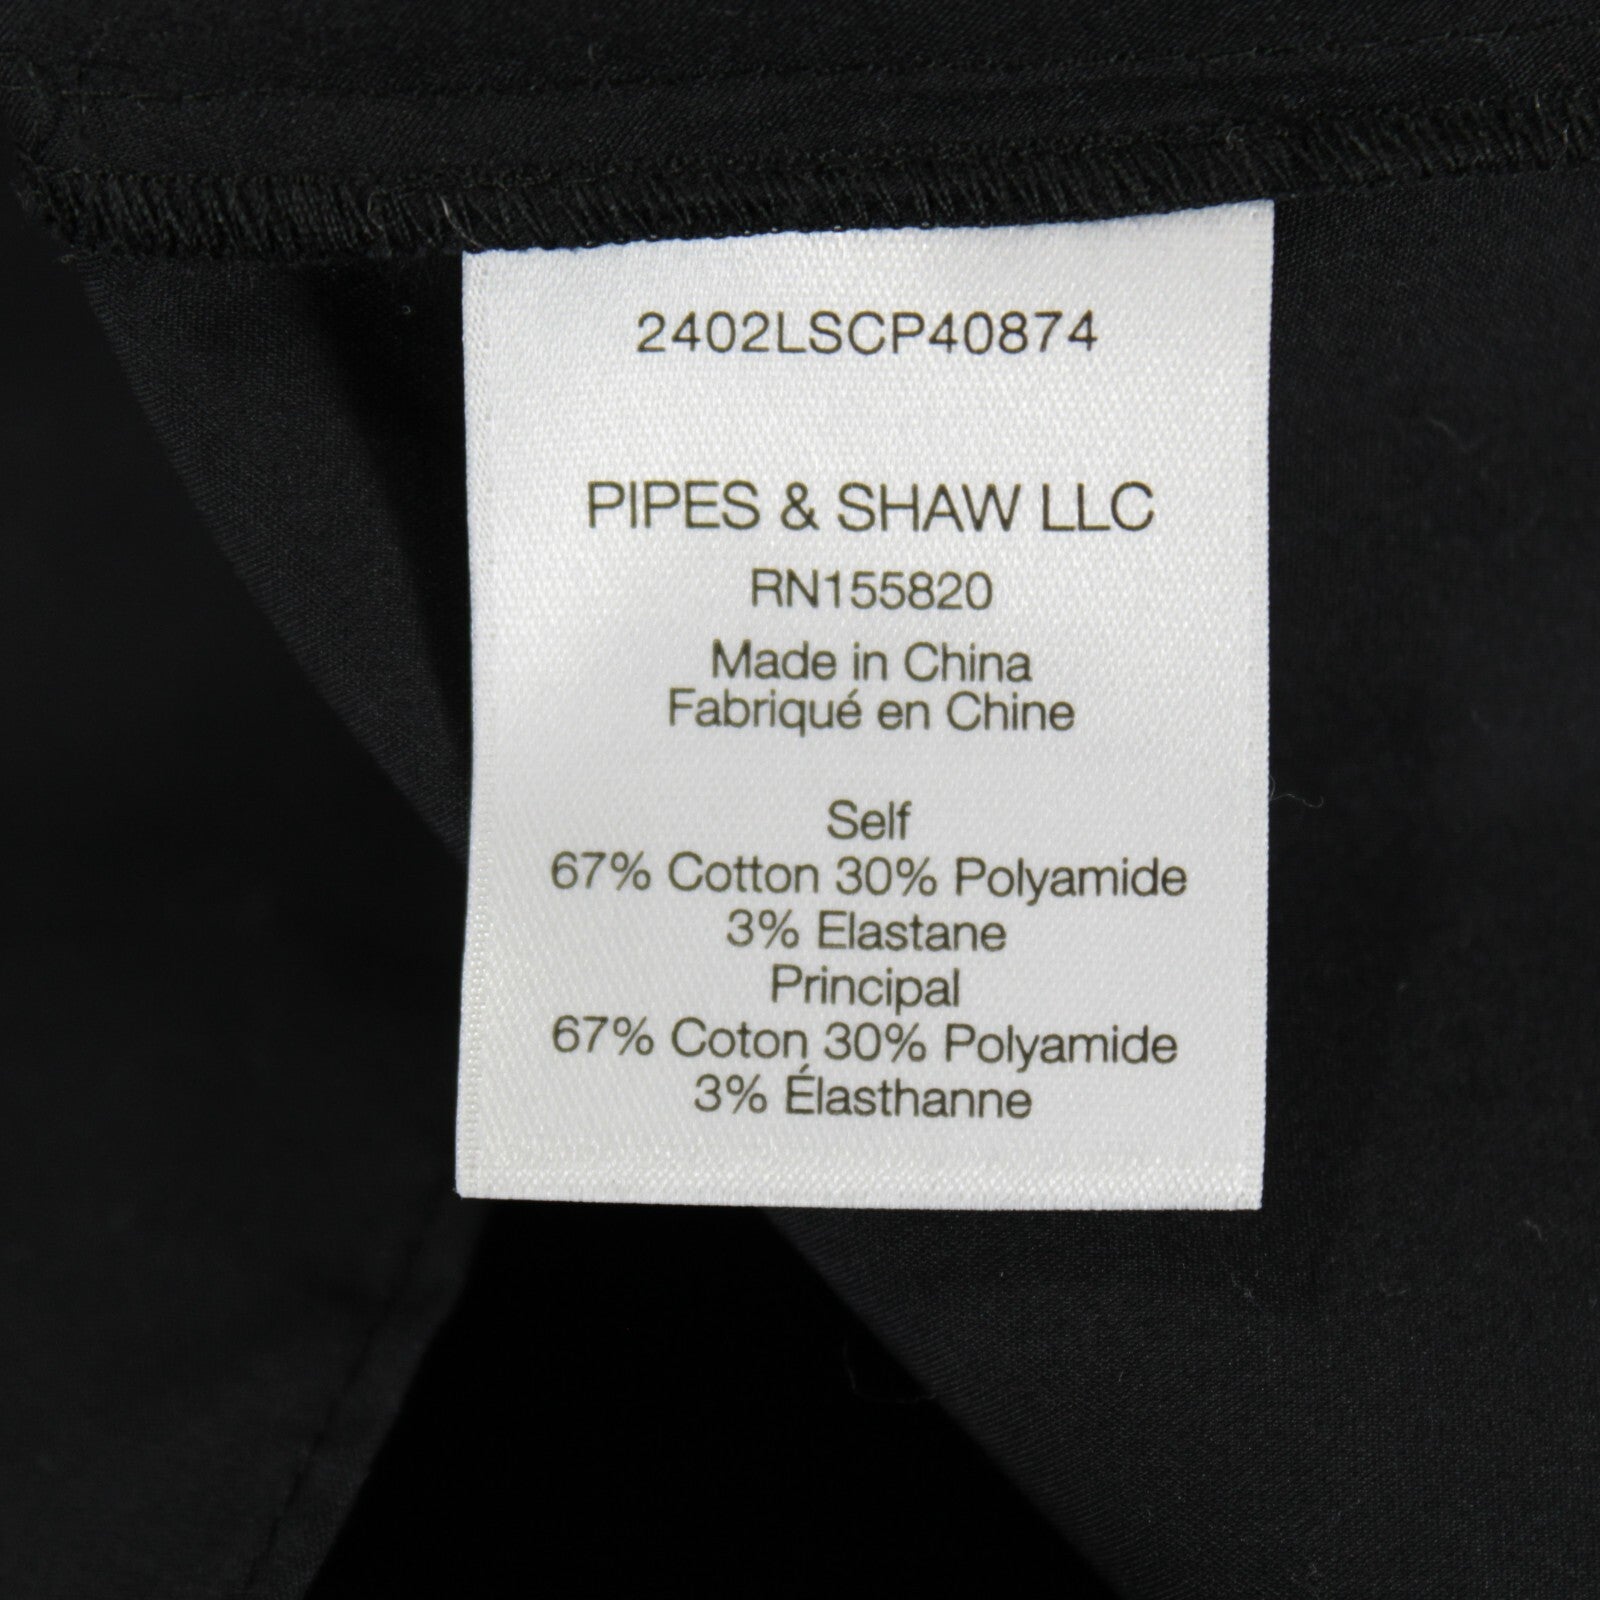 2402LSCP40874
PIPES & SHAW LLC
RN155820
Made in China
Fabriqué en Chine
Self
67% Cotton 30% Polyamide
3% Elastane
Principal
67% Coton 30% Polyamide
3% Élasthanne